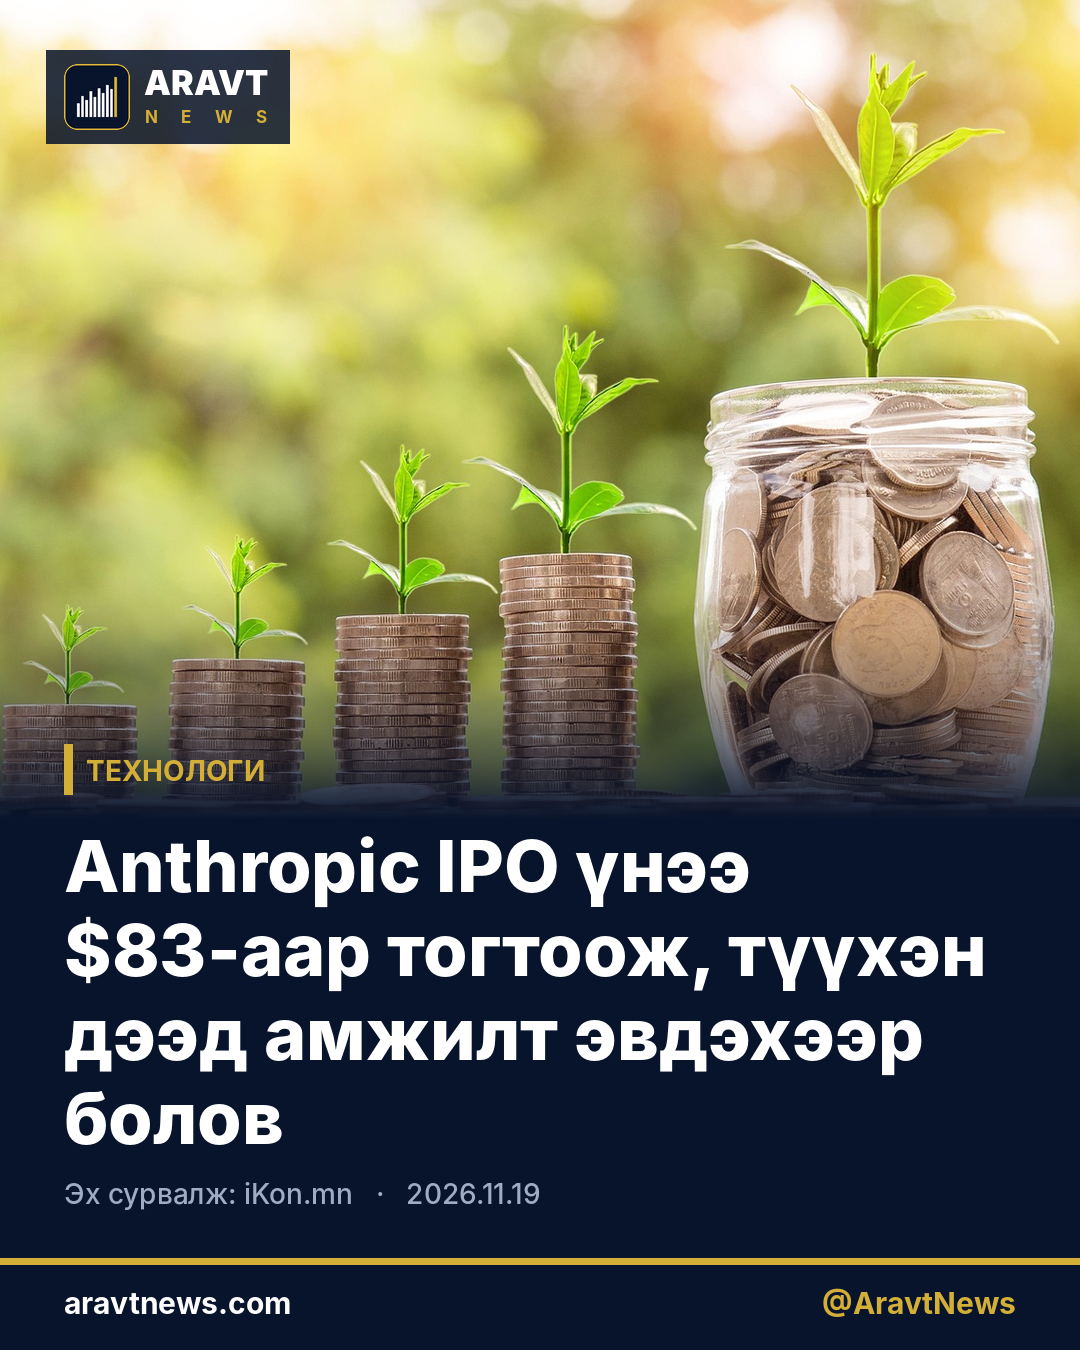 ARAVT
NEWS
ТЕХНОЛОГИ
Anthropic IPO үнээ
$83-аар тогтоож, түүхэн
дээд амжилт эвдэхээр
болов
Эх сурвалж: iKon.mn · 2026.11.19
aravtnews.com
@AravtNews